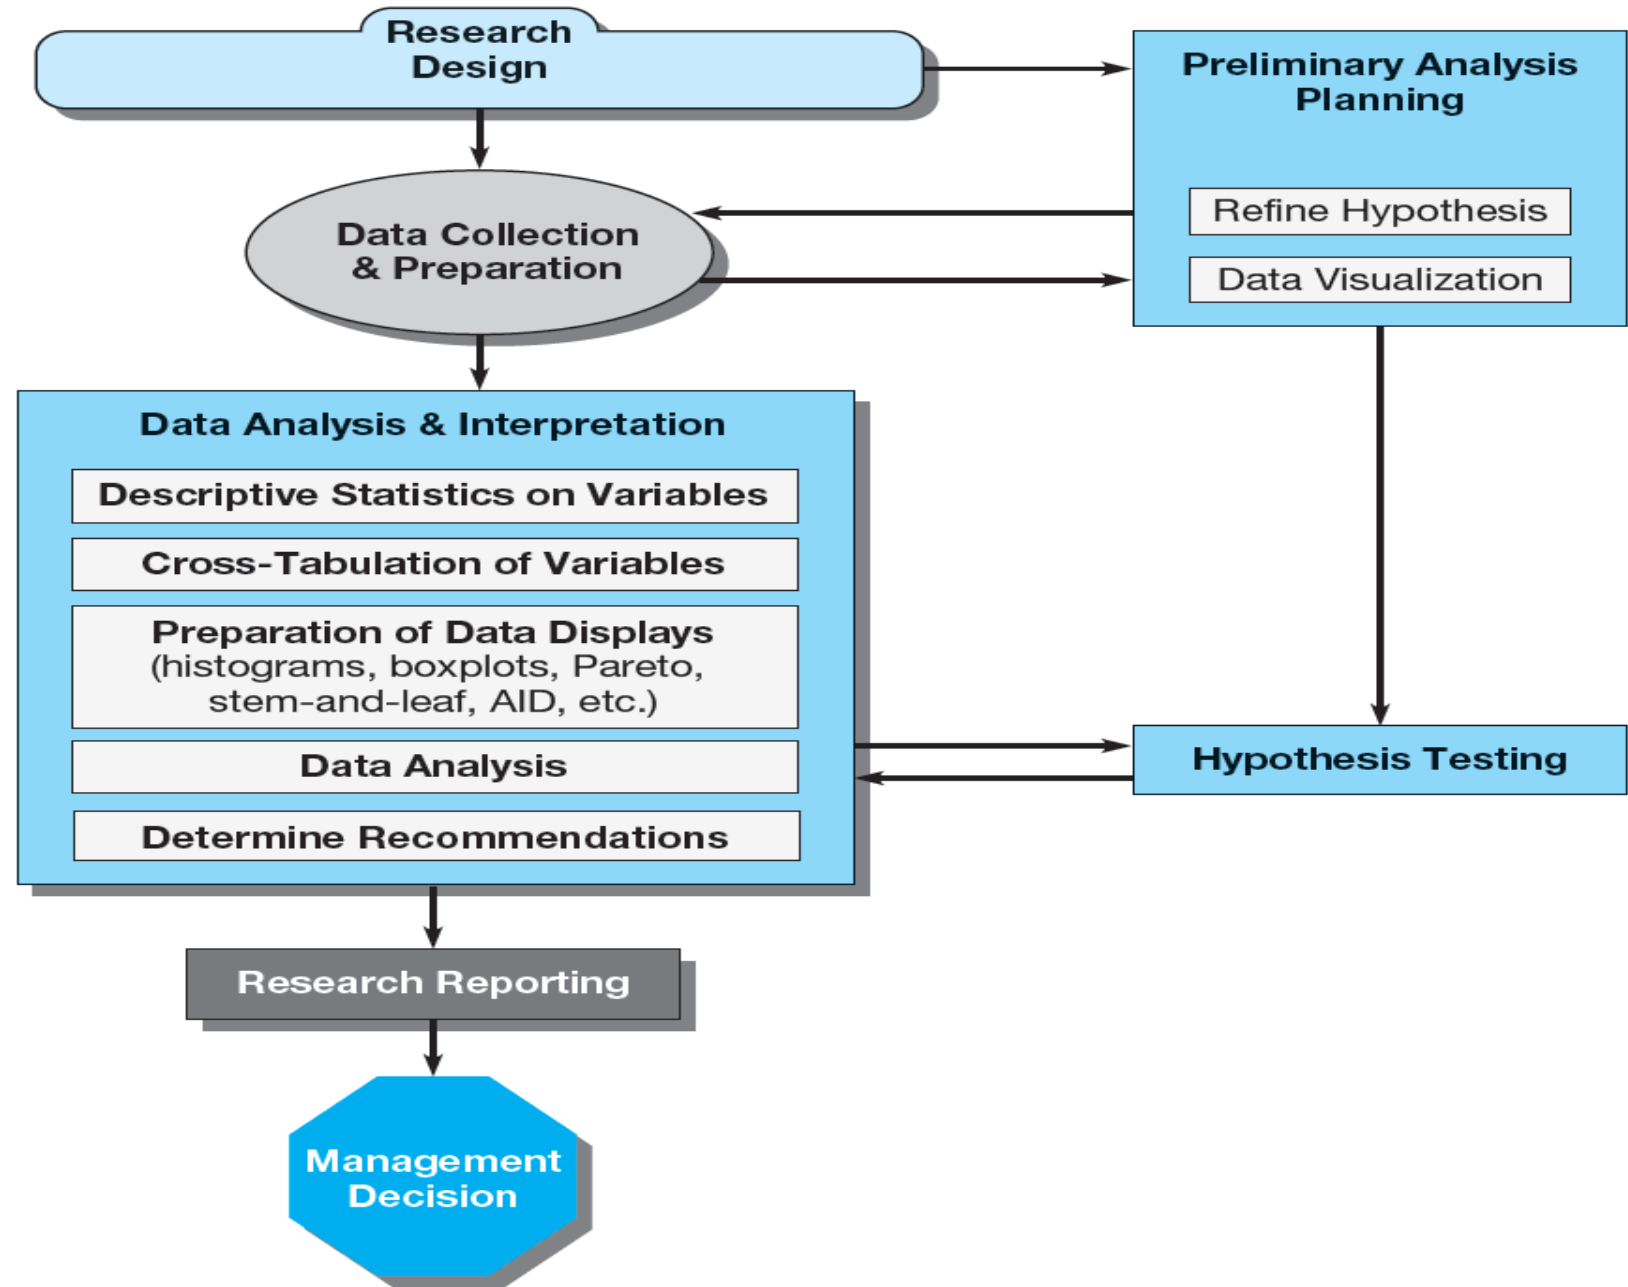 Research
Design
Preliminary Analysis
Planning
Refine Hypothesis
Data Visualization
Data Collection
& Preparation
Data Analysis & Interpretation
Descriptive Statistics on Variables
Cross-Tabulation of Variables
Preparation of Data Displays
(histograms, boxplots, Pareto,
stem-and-leaf, AID, etc.)
Data Analysis
Determine Recommendations
Hypothesis Testing
Research Reporting
Management
Decision